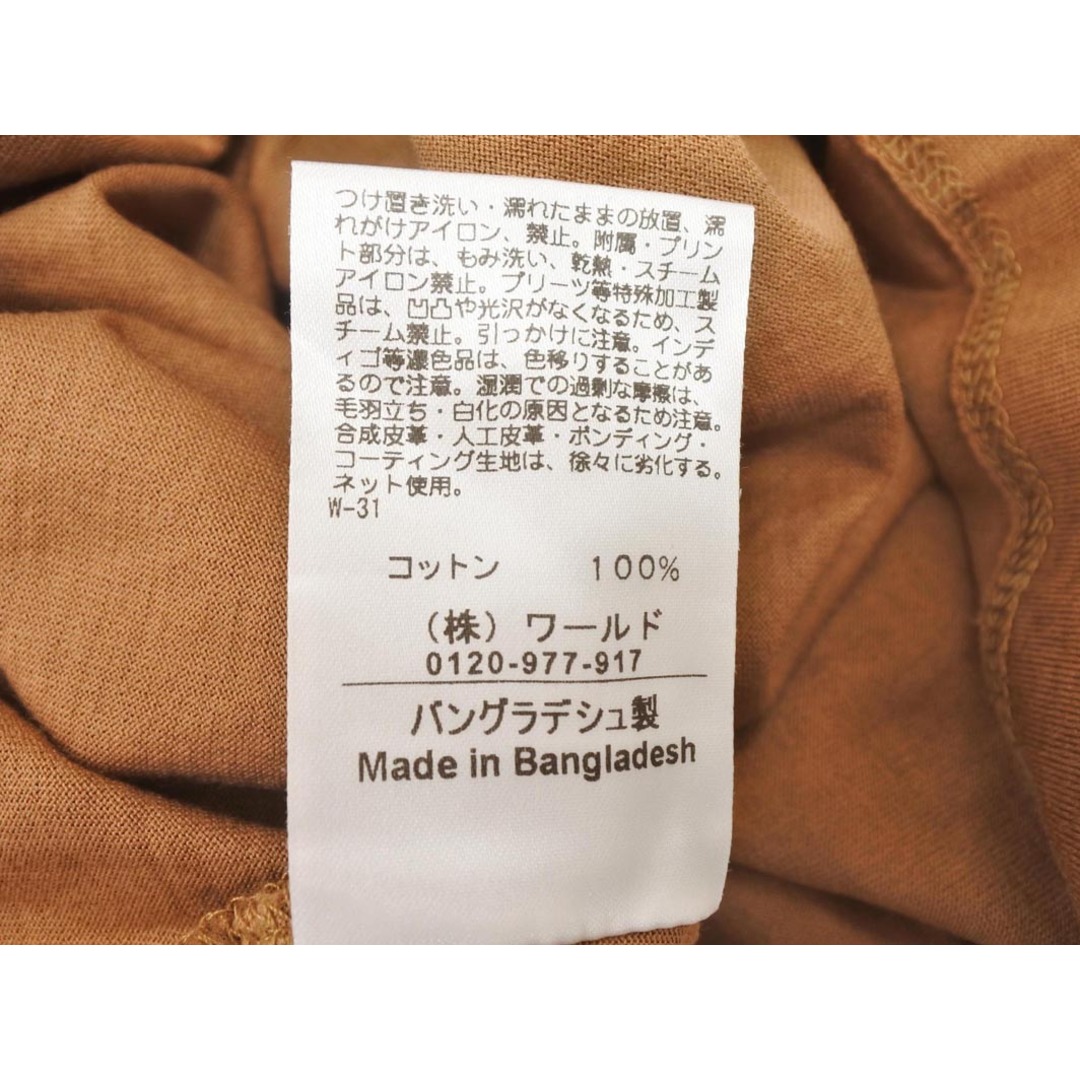 つけ置き洗い・濡れたままの放置、濡
れがけアイロン、禁止。附属・プリン
ト部分は、もみ洗い、乾熱・スチーム
アイロン禁止。プリーツ等特殊加工製
品は、凹凸や光沢がなくなるため、ス
チーム禁止。引っかけに注意。インデ
ィゴ等濃色品は、色移りすることがあ
るので注意。湿潤での過剰な摩擦は、
毛羽立ち・白化の原因となるため注意。
合成皮革・人工皮革・ボンディング・
コーティング生地は、徐々に劣化する。
ネット使用。
W-31
コットン 100%
(株) ワールド
0120-977-917
バングラデシュ製
Made in Bangladesh